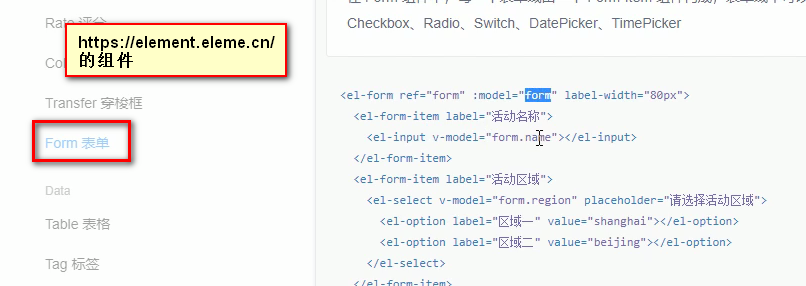 Rate 评分
https://element.eleme.cn/
的组件
Transfer 穿梭框
Form 表单
Data
Table 表格
Tag 标签
Checkbox、Radio、Switch、DatePicker、TimePicker
<el-form ref="form" :model="form" label-width="80px">
<el-form-item label="活动名称">
<el-input v-model="form.name"></el-input>
</el-form-item>
<el-form-item label="活动区域">
<el-select v-model="form.region" placeholder="请选择活动区域">
<el-option label="区域一" value="shanghai"></el-option>
<el-option label="区域二" value="beijing"></el-option>
</el-select>
</el-form-item>